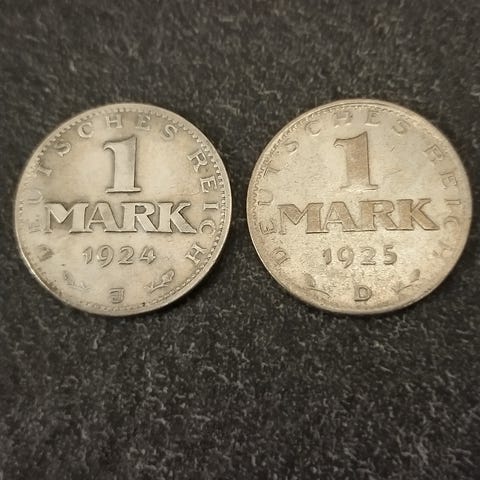 DEUTSCHES REICH
1
MARK
1924
E
DEUTSCHES REICH
1
MARK
1925
D